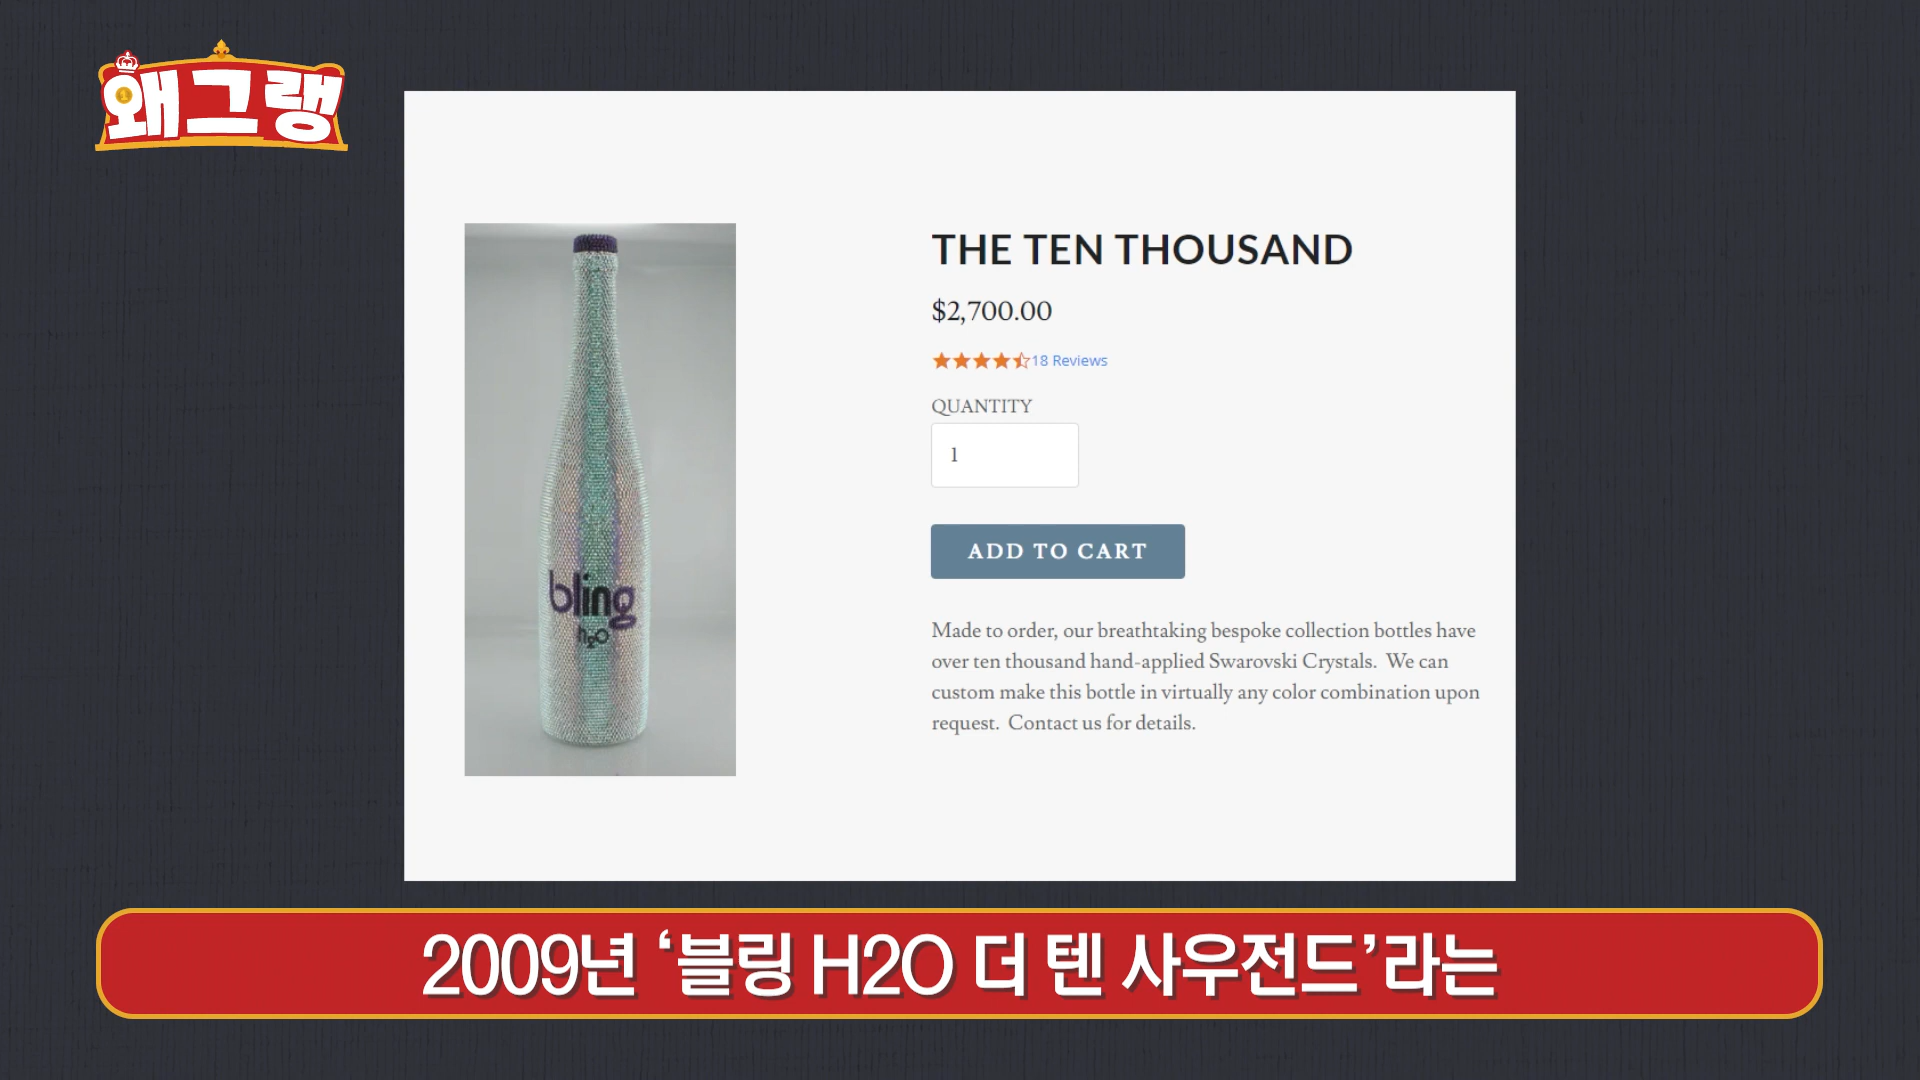 왜그랭
THE TEN THOUSAND
$2,700.00
18 Reviews
QUANTITY
1
ADD TO CART
Made to order, our breathtaking bespoke collection bottles have
over ten thousand hand-applied Swarovski Crystals. We can
custom make this bottle in virtually any color combination upon
request. Contact us for details.
bling
h2o
2009년 ‘블링 H2O 더 텐 사우전드’라는